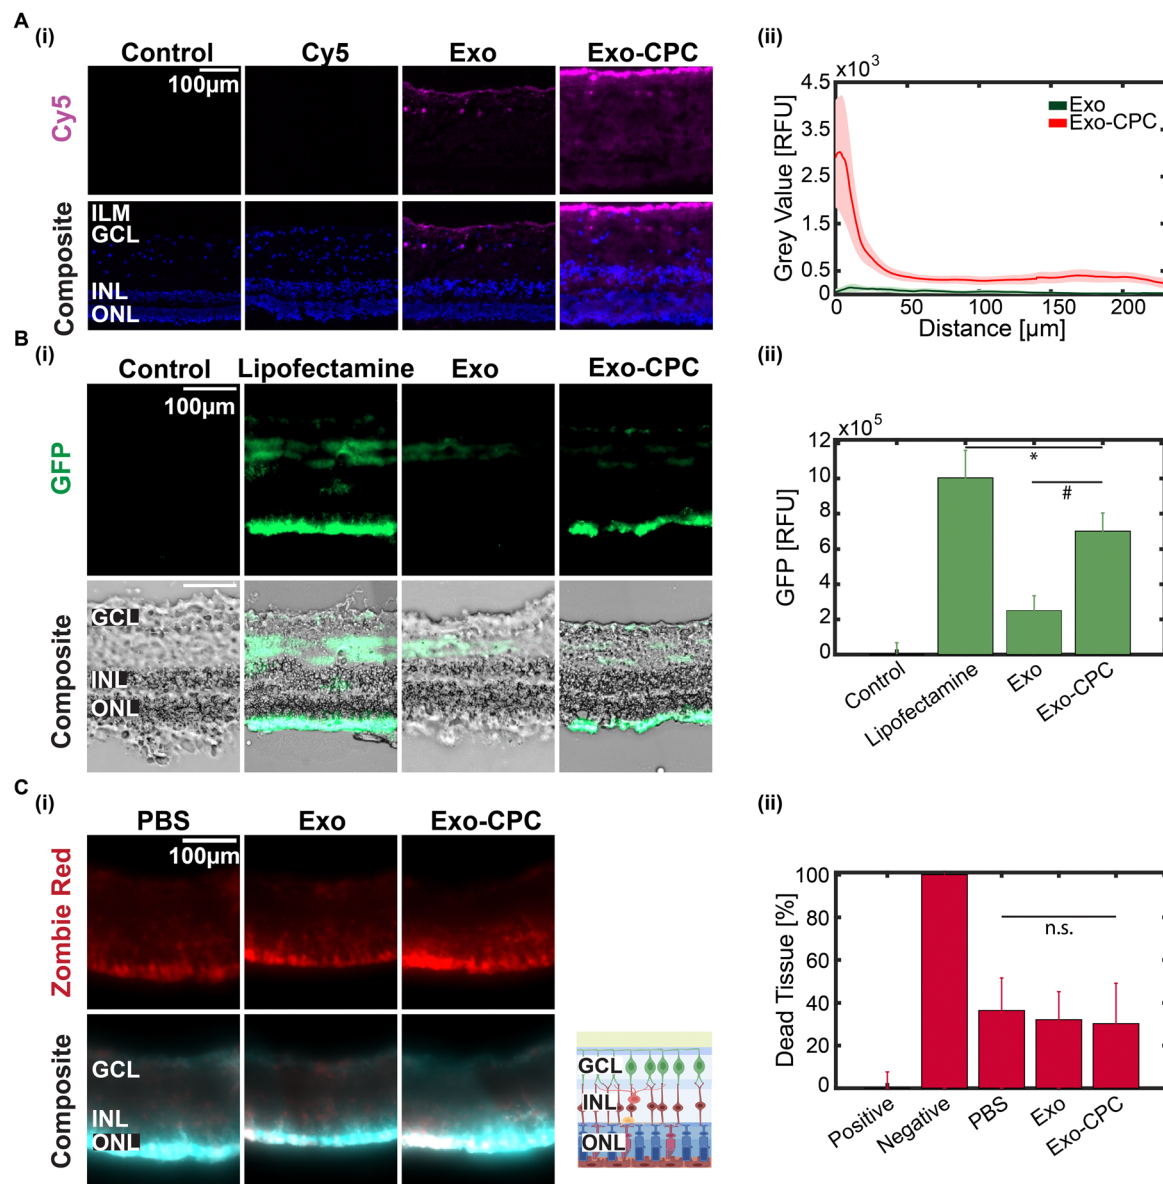 A
(i)
Control
Cy5
Exo
Exo-CPC
100µm
Cy5
Composite
ILM
GCL
INL
ONL
(ii)
x10³
4.5
3.5
2.5
1.5
0.5
0
Grey Value [RFU]
Exo
Exo-CPC
0 50 100 150 200
Distance [µm]
B
(i)
Control
Lipofectamine
Exo
Exo-CPC
100µm
GFP
Composite
GCL
INL
ONL
(ii)
x10⁵
12
10
8
6
4
2
0
GFP [RFU]
*
#
Control
Lipofectamine
Exo
Exo-CPC
C
(i)
PBS
Exo
Exo-CPC
100µm
Zombie Red
Composite
GCL
INL
ONL
GCL
INL
ONL
(ii)
100
80
60
40
20
0
Dead Tissue [%]
n.s.
Positive
Negative
PBS
Exo
Exo-CPC